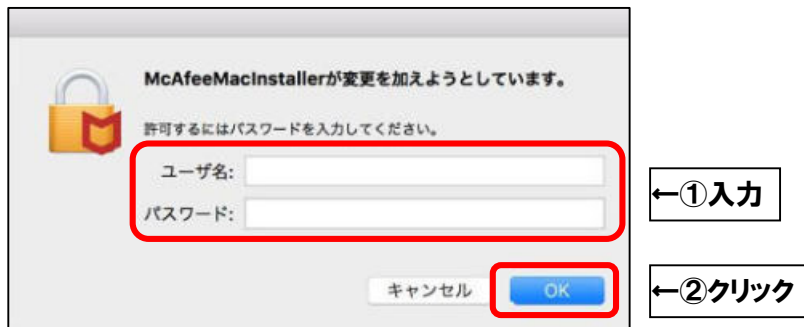 McAfeeMacInstallerが変更を加えようとしています。
許可するにはパスワードを入力してください。
ユーザ名:
←①入力
パスワード:
キャンセル OK
←②クリック